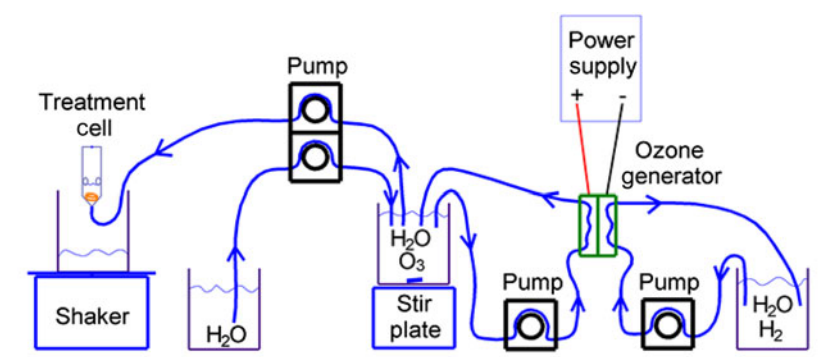 Power
supply
+ -
Pump
Treatment
cell
Ozone
generator
H₂O
O₃
Pump
Pump
H₂O
H₂
Shaker
H₂O
Stir
plate